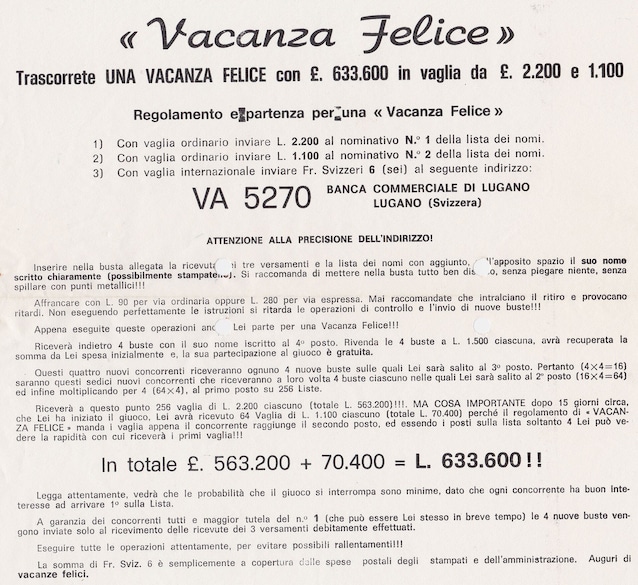 « Vacanza Felice »
Trascorrete UNA VACANZA FELICE con £. 633.600 in vaglia da £. 2.200 e 1.100
Regolamento e partenza per una « Vacanza Felice »
1) Con vaglia ordinario inviare L. 2.200 al nominativo N.º 1 della lista dei nomi.
2) Con vaglia ordinario inviare L. 1.100 al nominativo N.º 2 della lista dei nomi.
3) Con vaglia internazionale inviare Fr. Svizzeri 6 (sei) al seguente indirizzo:
VA 5270 BANCA COMMERCIALE DI LUGANO
LUGANO (Svizzera)
ATTENZIONE ALLA PRECISIONE DELL'INDIRIZZO!
Inserire nella busta allegata la ricevuta ei tre versamenti e la lista dei nomi con aggiunto, all'apposito spazio il suo nome
scritto chiaramente (possibilmente stampatello). Si raccomanda di mettere nella busta tutto ben disteso, senza piegare niente, senza
spillare con punti metallici!!!
Affrancare con L. 90 per via ordinaria oppure L. 280 per via espressa. Mai raccomandate che intralciano il ritiro e provocano
ritardi. Non eseguendo perfettamente le istruzioni si ritarda le operazioni di controllo e l'invio di nuove buste!!!
Appena eseguite queste operazioni anche Lei parte per una Vacanza Felice!!!
Riceverà indietro 4 buste con il suo nome iscritto al 4º posto. Rivenda le 4 buste a L. 1.500 ciascuna, avrà recuperata la
somma da Lei spesa inizialmente e, la sua partecipazione al giuoco è gratuita.
Questi quattro nuovi concorrenti riceveranno ognuno 4 nuove buste sulle quali Lei sarà salito al 3º posto. Pertanto (4×4=16)
saranno questi sedici nuovi concorrenti che riceveranno a loro volta 4 buste ciascuno nelle quali Lei sarà salito al 2º posto (16×4=64)
ed infine moltiplicando per 4 (64×4), al primo posto su 256 Liste.
Riceverà a questo punto 256 vaglia di L. 2.200 ciascuno (totale L. 563.200)!!!. MA COSA IMPORTANTE dopo 15 giorni circa,
che Lei ha iniziato il giuoco, Lei avrà ricevuto 64 Vaglia di L. 1.100 ciascuno (totale L. 70.400) perché il regolamento di « VACAN-
ZA FELICE » manda i vaglia appena il concorrente raggiunge il secondo posto, ed essendo i posti sulla lista soltanto 4 Lei può ve-
dere la rapidità con cui riceverà i primi vaglia!!!
In totale £. 563.200 + 70.400 = L. 633.600!!
Legga attentamente, vedrà che le probabilità che il giuoco si interrompa sono minime, dato che ogni concorrente ha buon int-
eresse ad arrivare 1º sulla Lista.
A garanzia dei concorrenti tutti e maggior tutela del n.º 1 (che può essere Lei stesso in breve tempo) le 4 nuove buste ven-
gono inviate solo al ricevimento delle ricevute dei 3 versamenti debitamente effettuati.
Eseguire tutte le operazioni attentamente, per evitare possibili rallentamenti!!!
La somma di Fr. Sviz. 6 è semplicemente a copertura dalle spese postali degli stampati e dell'amministrazione. Auguri di
vacanze felici.